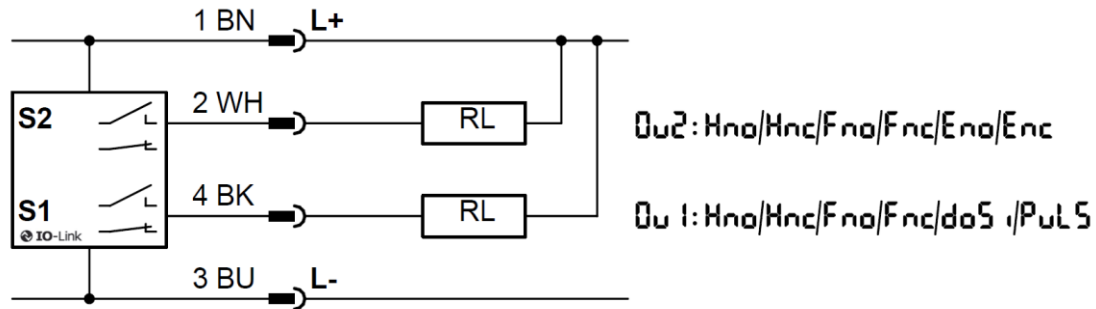 1 BN L+
S2 2 WH RL Ou2:Hno/Hnc/Fno/Fnc/Eno/Enc
S1 4 BK RL Ou1:Hno/Hnc/Fno/Fnc/doSi/PuLS
IO-Link
3 BU L-